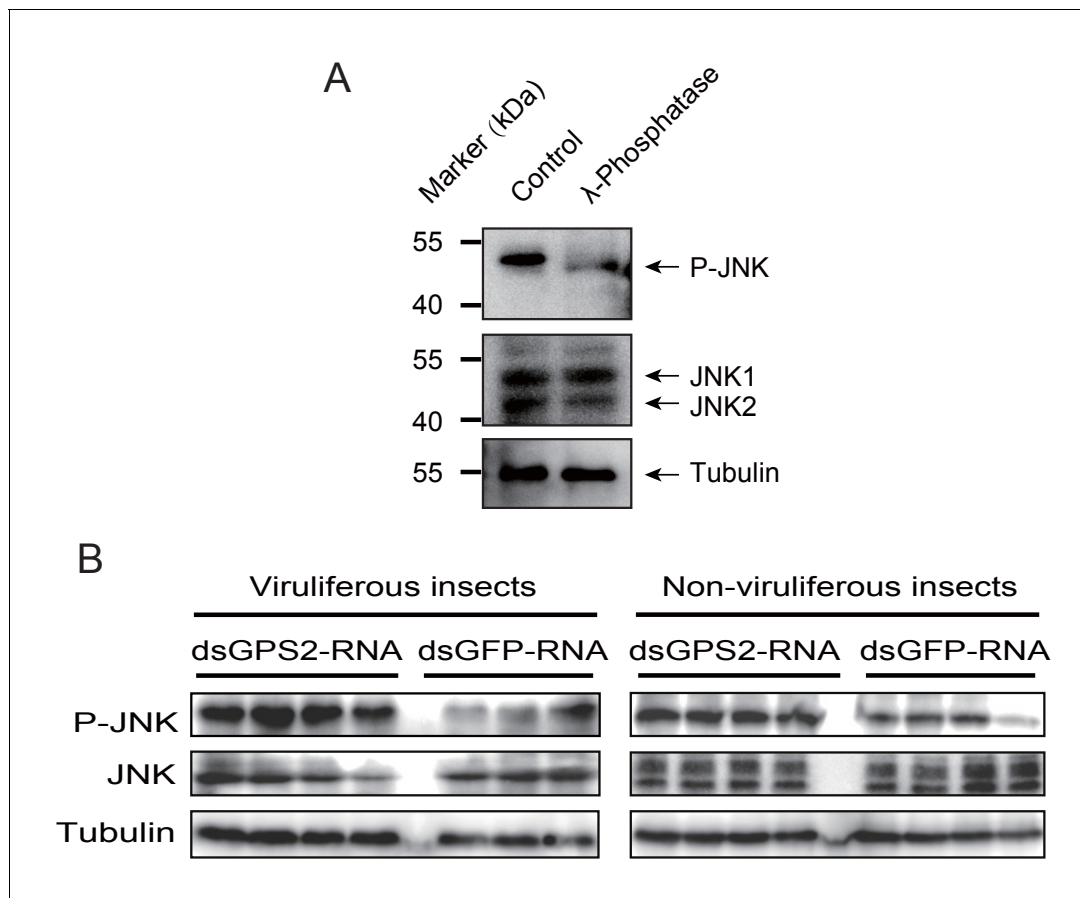 A
Marker (kDa)
Control
λ-Phosphatase
55
40
P-JNK
55
40
JNK1
JNK2
55
Tubulin
B
Viruliferous insects
Non-viruliferous insects
dsGPS2-RNA dsGFP-RNA
dsGPS2-RNA dsGFP-RNA
P-JNK
JNK
Tubulin